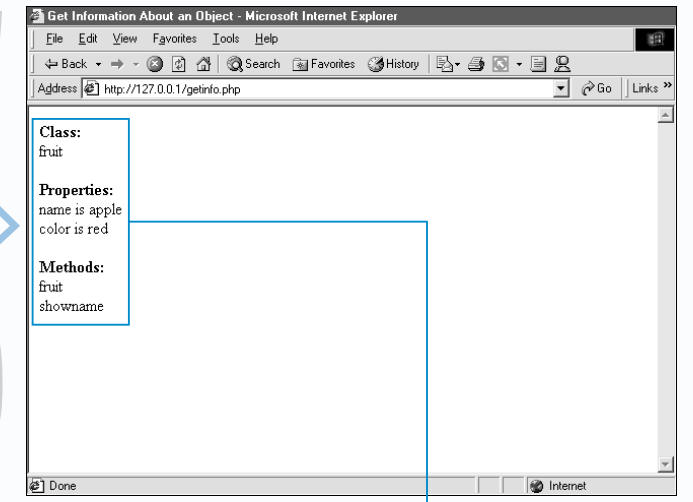 Get Information About an Object - Microsoft Internet Explorer
File Edit View Favorites Tools Help
Back Search Favorites History
Address http://127.0.0.1/getinfo.php Go Links »
Class:
fruit
Properties:
name is apple
color is red
Methods:
fruit
showname
Done Internet